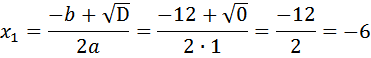 x₁ = (-b + √D)/(2a) = (-12 + √0)/(2 · 1) = (-12)/2 = -6